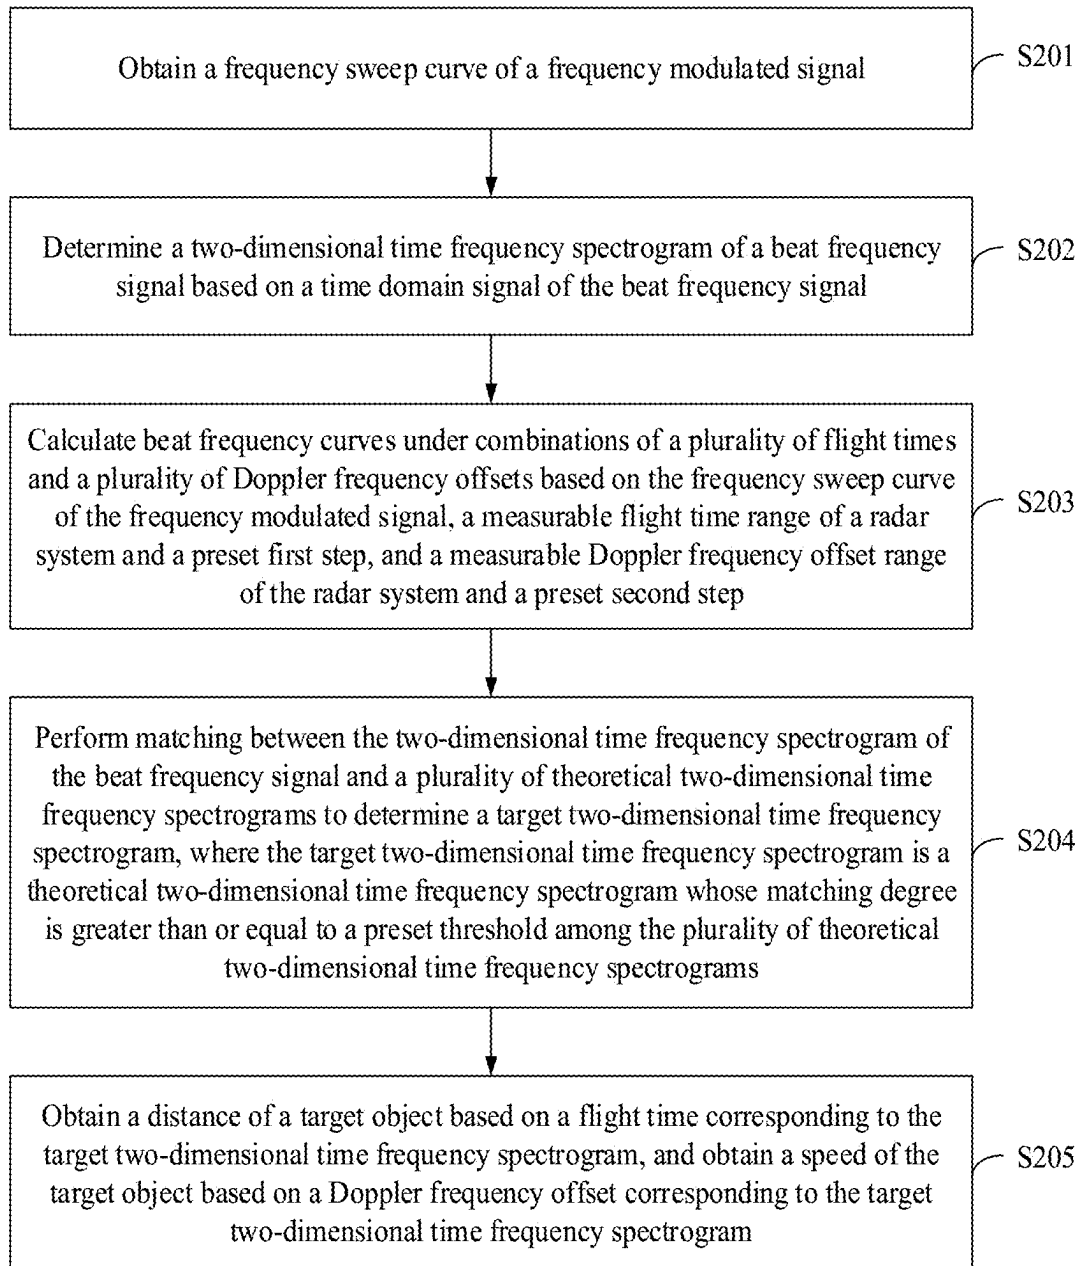 Obtain a frequency sweep curve of a frequency modulated signal
S201
Determine a two-dimensional time frequency spectrogram of a beat frequency
signal based on a time domain signal of the beat frequency signal
S202
Calculate beat frequency curves under combinations of a plurality of flight times
and a plurality of Doppler frequency offsets based on the frequency sweep curve
of the frequency modulated signal, a measurable flight time range of a radar
system and a preset first step, and a measurable Doppler frequency offset range
of the radar system and a preset second step
S203
Perform matching between the two-dimensional time frequency spectrogram of
the beat frequency signal and a plurality of theoretical two-dimensional time
frequency spectrograms to determine a target two-dimensional time frequency
spectrogram, where the target two-dimensional time frequency spectrogram is a
theoretical two-dimensional time frequency spectrogram whose matching degree
is greater than or equal to a preset threshold among the plurality of theoretical
two-dimensional time frequency spectrograms
S204
Obtain a distance of a target object based on a flight time corresponding to the
target two-dimensional time frequency spectrogram, and obtain a speed of the
target object based on a Doppler frequency offset corresponding to the target
two-dimensional time frequency spectrogram
S205